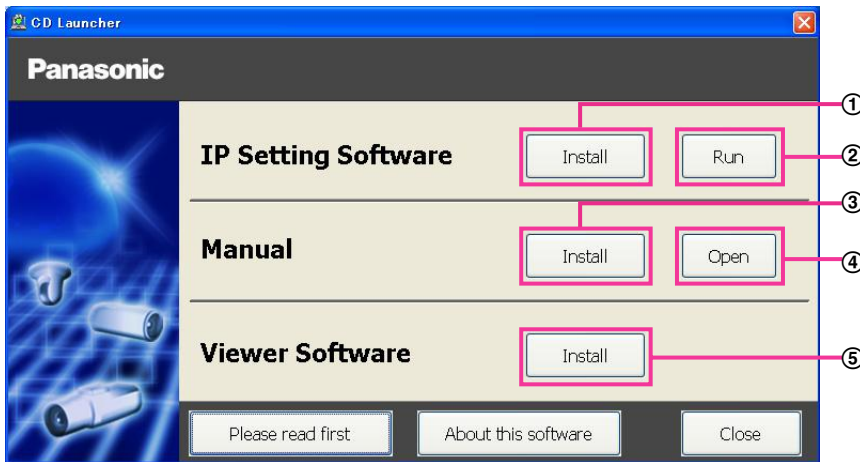 CD Launcher
Panasonic
①
IP Setting Software Install Run ②
③
Manual Install Open ④
Viewer Software Install ⑤
Please read first About this software Close